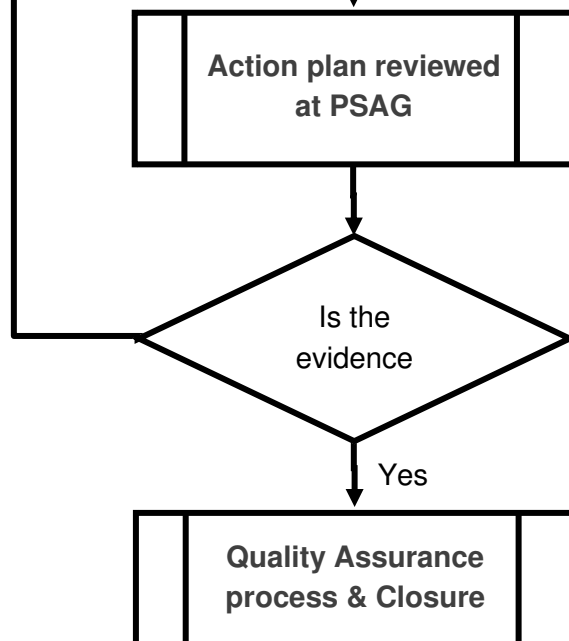 Action plan reviewed
at PSAG
Is the
evidence
Yes
Quality Assurance
process & Closure